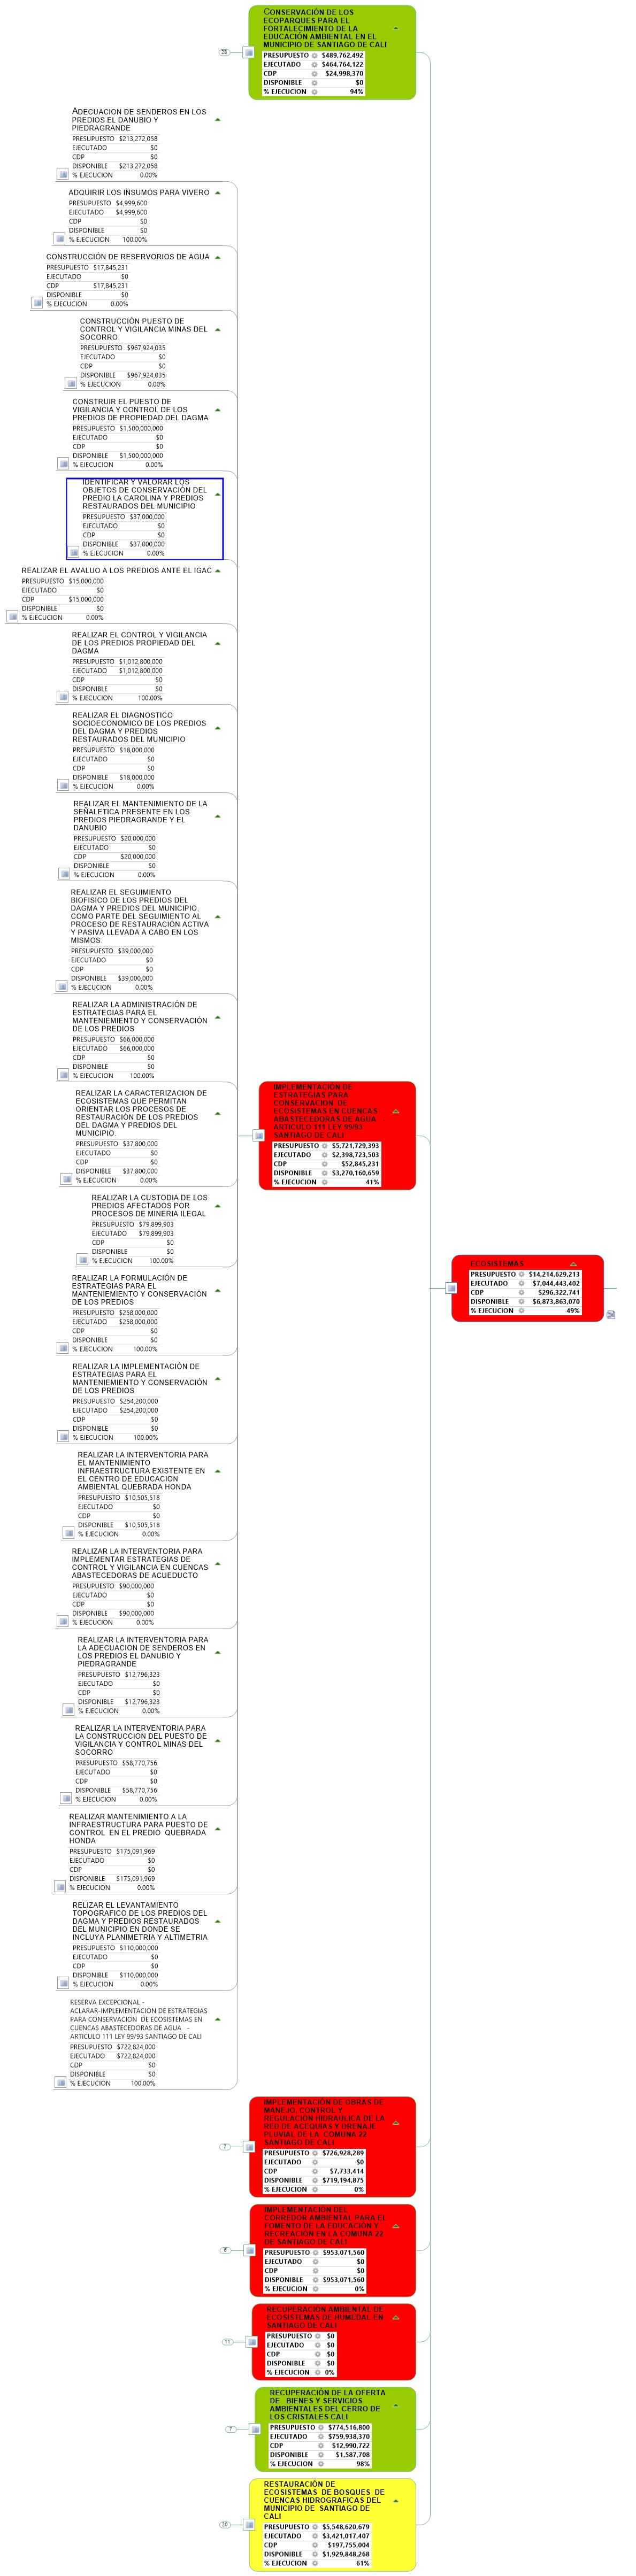 28
CONSERVACIÓN DE LOS
ECOPARQUES PARA EL
FORTALECIMIENTO DE LA
EDUCACIÓN AMBIENTAL EN EL
MUNICIPIO DE SANTIAGO DE CALI
PRESUPUESTO $489,762,492
EJECUTADO $464,764,122
CDP $24,998,370
DISPONIBLE $0
% EJECUCION 94%
ADECUACION DE SENDEROS EN LOS
PREDIOS EL DANUBIO Y
PIEDRAGRANDE
PRESUPUESTO $213,272,058
EJECUTADO $0
CDP $0
DISPONIBLE $213,272,058
% EJECUCION 0.00%
ADQUIRIR LOS INSUMOS PARA VIVERO
PRESUPUESTO $4,999,600
EJECUTADO $4,999,600
CDP $0
DISPONIBLE $0
% EJECUCION 100.00%
CONSTRUCCIÓN DE RESERVORIOS DE AGUA
PRESUPUESTO $17,845,231
EJECUTADO $0
CDP $17,845,231
DISPONIBLE $0
% EJECUCION 0.00%
CONSTRUCCIÓN PUESTO DE
CONTROL Y VIGILANCIA MINAS DEL
SOCORRO
PRESUPUESTO $967,924,035
EJECUTADO $0
CDP $0
DISPONIBLE $967,924,035
% EJECUCION 0.00%
CONSTRUIR EL PUESTO DE
VIGILANCIA Y CONTROL DE LOS
PREDIOS DE PROPIEDAD DEL DAGMA
PRESUPUESTO $1,500,000,000
EJECUTADO $0
CDP $0
DISPONIBLE $1,500,000,000
% EJECUCION 0.00%
IDENTIFICAR Y VALORAR LOS
OBJETOS DE CONSERVACIÓN DEL
PREDIO LA CAROLINA Y PREDIOS
RESTAURADOS DEL MUNICIPIO
PRESUPUESTO $37,000,000
EJECUTADO $0
CDP $0
DISPONIBLE $37,000,000
% EJECUCION 0.00%
REALIZAR EL AVALUO A LOS PREDIOS ANTE EL IGAC
PRESUPUESTO $15,000,000
EJECUTADO $0
CDP $15,000,000
DISPONIBLE $0
% EJECUCION 0.00%
REALIZAR EL CONTROL Y VIGILANCIA
DE LOS PREDIOS PROPIEDAD DEL
DAGMA
PRESUPUESTO $1,012,800,000
EJECUTADO $1,012,800,000
CDP $0
DISPONIBLE $0
% EJECUCION 100.00%
REALIZAR EL DIAGNOSTICO
SOCIOECONOMICO DE LOS PREDIOS
DEL DAGMA Y PREDIOS
RESTAURADOS DEL MUNICIPIO
PRESUPUESTO $18,000,000
EJECUTADO $0
CDP $0
DISPONIBLE $18,000,000
% EJECUCION 0.00%
REALIZAR EL MANTENIMIENTO DE LA
SEÑALETICA PRESENTE EN LOS
PREDIOS PIEDRAGRANDE Y EL
DANUBIO
PRESUPUESTO $20,000,000
EJECUTADO $0
CDP $20,000,000
DISPONIBLE $0
% EJECUCION 0.00%
REALIZAR EL SEGUIMIENTO
BIOFISICO DE LOS PREDIOS DEL
DAGMA Y PREDIOS DEL MUNICIPIO,
COMO PARTE DEL SEGUIMIENTO AL
PROCESO DE RESTAURACIÓN ACTIVA
Y PASIVA LLEVADA A CABO EN LOS
MISMOS.
PRESUPUESTO $39,000,000
EJECUTADO $0
CDP $0
DISPONIBLE $39,000,000
% EJECUCION 0.00%
REALIZAR LA ADMINISTRACIÓN DE
ESTRATEGIAS PARA EL
MANTENIEMIENTO Y CONSERVACIÓN
DE LOS PREDIOS
PRESUPUESTO $66,000,000
EJECUTADO $66,000,000
CDP $0
DISPONIBLE $0
% EJECUCION 100.00%
REALIZAR LA CARACTERIZACION DE
ECOSISTEMAS QUE PERMITAN
ORIENTAR LOS PROCESOS DE
RESTAURACIÓN DE LOS PREDIOS
DEL DAGMA Y PREDIOS DEL
MUNICIPIO.
PRESUPUESTO $37,800,000
EJECUTADO $0
CDP $0
DISPONIBLE $37,800,000
% EJECUCION 0.00%
REALIZAR LA CUSTODIA DE LOS
PREDIOS AFECTADOS POR
PROCESOS DE MINERIA ILEGAL
PRESUPUESTO $79,899,903
EJECUTADO $79,899,903
CDP $0
DISPONIBLE $0
% EJECUCION 100.00%
REALIZAR LA FORMULACIÓN DE
ESTRATEGIAS PARA EL
MANTENIEMIENTO Y CONSERVACIÓN
DE LOS PREDIOS
PRESUPUESTO $258,000,000
EJECUTADO $258,000,000
CDP $0
DISPONIBLE $0
% EJECUCION 100.00%
REALIZAR LA IMPLEMENTACIÓN DE
ESTRATEGIAS PARA EL
MANTENIEMIENTO Y CONSERVACIÓN
DE LOS PREDIOS
PRESUPUESTO $254,200,000
EJECUTADO $254,200,000
CDP $0
DISPONIBLE $0
% EJECUCION 100.00%
REALIZAR LA INTERVENTORIA PARA
EL MANTENIMIENTO
INFRAESTRUCTURA EXISTENTE EN
EL CENTRO DE EDUCACION
AMBIENTAL QUEBRADA HONDA
PRESUPUESTO $10,505,518
EJECUTADO $0
CDP $0
DISPONIBLE $10,505,518
% EJECUCION 0.00%
REALIZAR LA INTERVENTORIA PARA
IMPLEMENTAR ESTRATEGIAS DE
CONTROL Y VIGILANCIA EN CUENCAS
ABASTECEDORAS DE ACUEDUCTO
PRESUPUESTO $90,000,000
EJECUTADO $0
CDP $0
DISPONIBLE $90,000,000
% EJECUCION 0.00%
REALIZAR LA INTERVENTORIA PARA
LA ADECUACION DE SENDEROS EN
LOS PREDIOS EL DANUBIO Y
PIEDRAGRANDE
PRESUPUESTO $12,796,323
EJECUTADO $0
CDP $0
DISPONIBLE $12,796,323
% EJECUCION 0.00%
REALIZAR LA INTERVENTORIA PARA
LA CONSTRUCCION DEL PUESTO DE
VIGILANCIA Y CONTROL MINAS DEL
SOCORRO
PRESUPUESTO $58,770,756
EJECUTADO $0
CDP $0
DISPONIBLE $58,770,756
% EJECUCION 0.00%
REALIZAR MANTENIMIENTO A LA
INFRAESTRUCTURA PARA PUESTO DE
CONTROL EN EL PREDIO QUEBRADA
HONDA
PRESUPUESTO $175,091,969
EJECUTADO $0
CDP $0
DISPONIBLE $175,091,969
% EJECUCION 0.00%
RELIZAR EL LEVANTAMIENTO
TOPOGRAFICO DE LOS PREDIOS DEL
DAGMA Y PREDIOS RESTAURADOS
DEL MUNICIPIO EN DONDE SE
INCLUYA PLANIMETRIA Y ALTIMETRIA
PRESUPUESTO $110,000,000
EJECUTADO $0
CDP $0
DISPONIBLE $110,000,000
% EJECUCION 0.00%
RESERVA EXCEPCIONAL -
ACLARAR-IMPLEMENTACIÓN DE ESTRATEGIAS
PARA CONSERVACION DE ECOSISTEMAS EN
CUENCAS ABASTECEDORAS DE AGUA -
ARTICULO 111 LEY 99/93 SANTIAGO DE CALI
PRESUPUESTO $722,824,000
EJECUTADO $722,824,000
CDP $0
DISPONIBLE $0
% EJECUCION 100.00%
IMPLEMENTACIÓN DE
ESTRATEGIAS PARA
CONSERVACION DE
ECOSISTEMAS EN CUENCAS
ABASTECEDORAS DE AGUA -
ARTICULO 111 LEY 99/93
SANTIAGO DE CALI
PRESUPUESTO $5,721,729,393
EJECUTADO $2,398,723,503
CDP $52,845,231
DISPONIBLE $3,270,160,659
% EJECUCION 41%
ECOSISTEMAS
PRESUPUESTO $14,214,629,213
EJECUTADO $7,044,443,402
CDP $296,322,741
DISPONIBLE $6,873,863,070
% EJECUCION 49%
7
IMPLEMENTACIÓN DE OBRAS DE
MANEJO, CONTROL Y
REGULACIÓN HIDRAULICA DE LA
RED DE ACEQUIAS Y DRENAJE
PLUVIAL DE LA COMUNA 22
SANTIAGO DE CALI
PRESUPUESTO $726,928,289
EJECUTADO $0
CDP $7,733,414
DISPONIBLE $719,194,875
% EJECUCION 0%
6
IMPLEMENTACIÓN DEL
CORREDOR AMBIENTAL PARA EL
FOMENTO DE LA EDUCACIÓN Y
RECREACIÓN EN LA COMUNA 22
DE SANTIAGO DE CALI
PRESUPUESTO $953,071,560
EJECUTADO $0
CDP $0
DISPONIBLE $953,071,560
% EJECUCION 0%
11
RECUPERACIÓN AMBIENTAL DE
ECOSISTEMAS DE HUMEDAL EN
SANTIAGO DE CALI
PRESUPUESTO $0
EJECUTADO $0
CDP $0
DISPONIBLE $0
% EJECUCION 0%
7
RECUPERACIÓN DE LA OFERTA
DE BIENES Y SERVICIOS
AMBIENTALES DEL CERRO DE
LOS CRISTALES CALI
PRESUPUESTO $774,516,800
EJECUTADO $759,938,370
CDP $12,990,722
DISPONIBLE $1,587,708
% EJECUCION 98%
20
RESTAURACIÓN DE
ECOSISTEMAS DE BOSQUES DE
CUENCAS HIDROGRAFICAS DEL
MUNICIPIO DE SANTIAGO DE
CALI
PRESUPUESTO $5,548,620,679
EJECUTADO $3,421,017,407
CDP $197,755,004
DISPONIBLE $1,929,848,268
% EJECUCION 61%